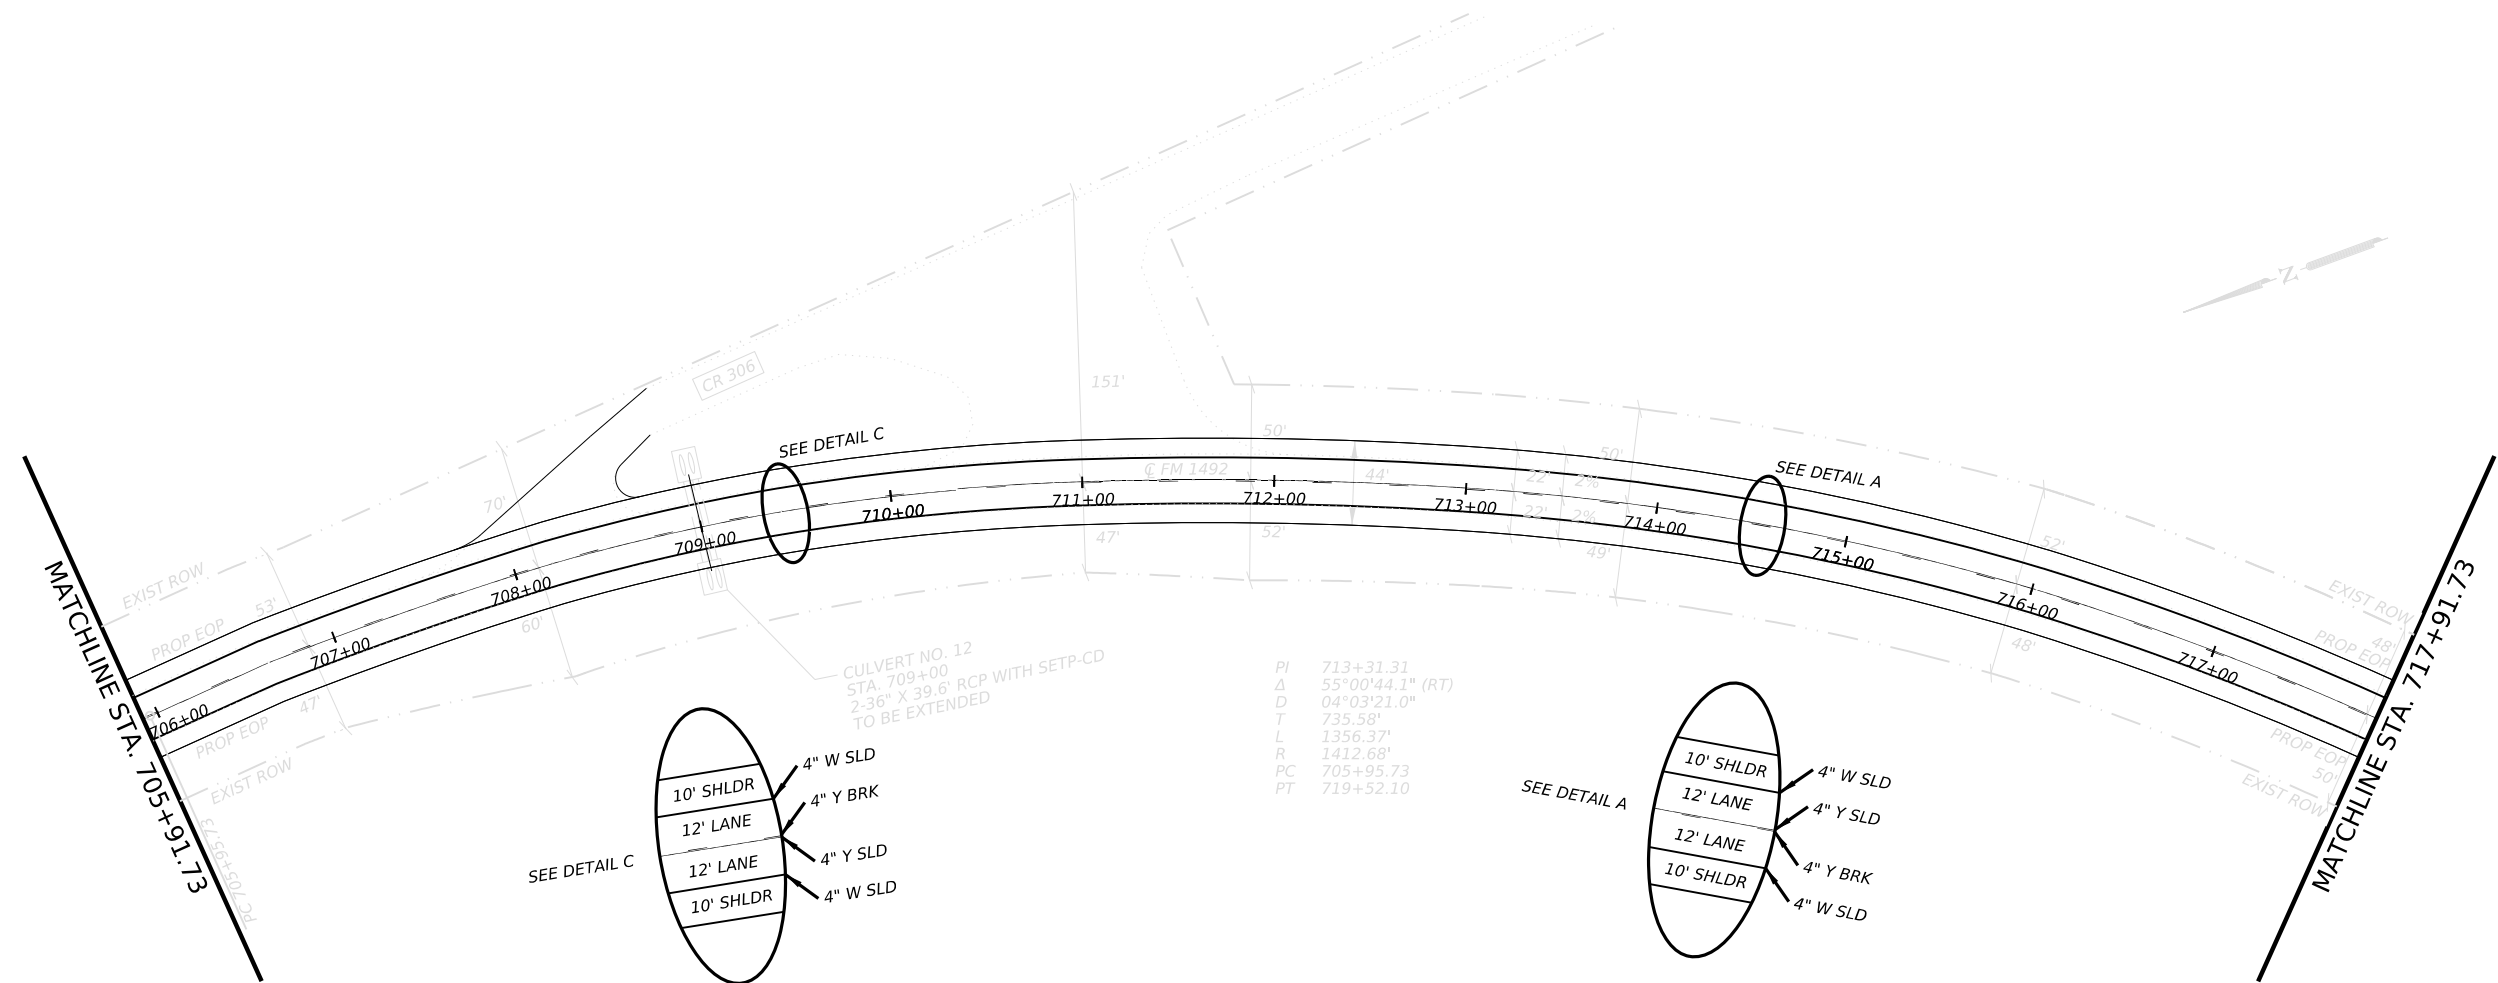 CR 306
SEE DETAIL C
151'
50'
℄ FM 1492
44'
22'
2%
22'
2%
50'
SEE DETAIL A
N
70'
53'
EXIST ROW
PROP EOP
706+00
707+00
708+00
709+00
710+00
711+00
712+00
713+00
714+00
715+00
716+00
717+00
47'
52'
49'
52'
48'
60'
47'
PROP EOP
EXIST ROW
EXIST ROW
PROP EOP
48'
PROP EOP
50'
EXIST ROW
MATCHLINE STA. 705+91.73
MATCHLINE STA. 717+91.73
PC 705+95.73
CULVERT NO. 12
STA. 709+00
2-36" X 39.6' RCP WITH SETP-CD
TO BE EXTENDED
PI 713+31.31
Δ 55°00'44.1" (RT)
D 04°03'21.0"
T 735.58'
L 1356.37'
R 1412.68'
PC 705+95.73
PT 719+52.10
SEE DETAIL C
10' SHLDR
12' LANE
12' LANE
10' SHLDR
4" W SLD
4" Y BRK
4" Y SLD
4" W SLD
SEE DETAIL A
10' SHLDR
12' LANE
12' LANE
10' SHLDR
4" W SLD
4" Y SLD
4" Y BRK
4" W SLD